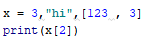 x = 3,"hi",[123 , 3]
print(x[2])